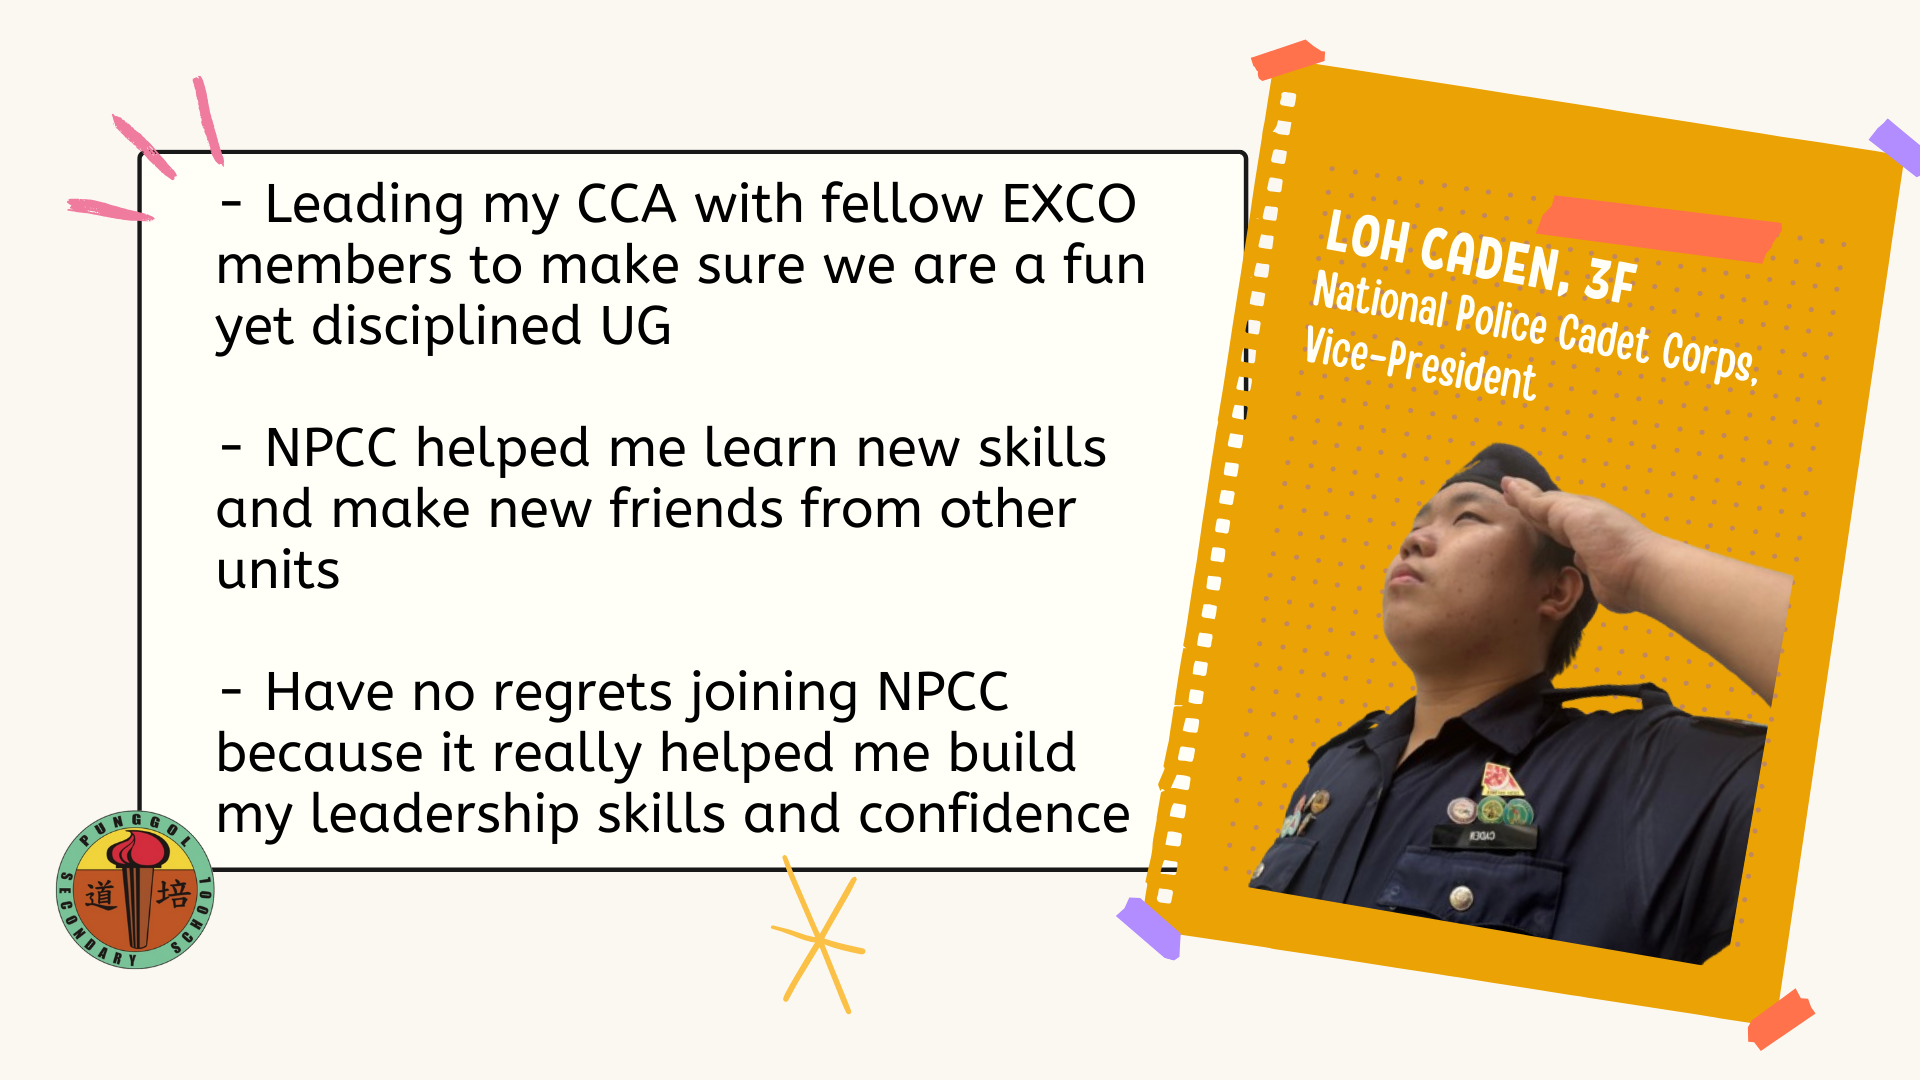 - Leading my CCA with fellow EXCO
members to make sure we are a fun
yet disciplined UG
- NPCC helped me learn new skills
and make new friends from other
units
- Have no regrets joining NPCC
because it really helped me build
my leadership skills and confidence
LOH CADEN, 3F
National Police Cadet Corps,
Vice-President
CADEN
PUNGGOL
SECONDARY SCHOOL
道 培